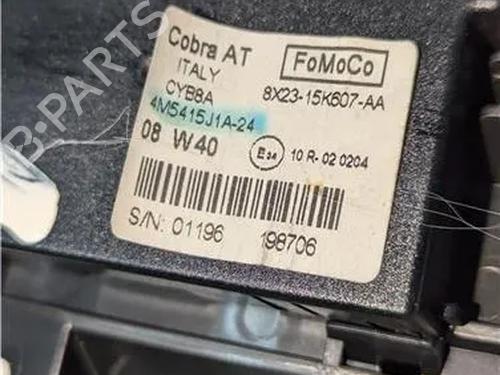 Cobra AT
FoMoCo
ITALY
CYB8A
8X23-15K607-AA
4M5415J1A-24
08 W40
E24
10 R- 02 0204
S/N: 01196
198706
B-PARTS